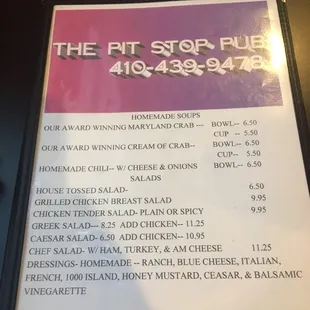 THE PIT STOP PUB
410-439-9478
HOMEMADE SOUPS
OUR AWARD WINNING MARYLAND CRAB --- BOWL-- 6.50
CUP -- 5.50
OUR AWARD WINNING CREAM OF CRAB-- BOWL-- 6.50
CUP-- 5.50
HOMEMADE CHILI-- W/ CHEESE & ONIONS BOWL-- 6.50
SALADS
HOUSE TOSSED SALAD- 6.50
GRILLED CHICKEN BREAST SALAD 9.95
CHICKEN TENDER SALAD- PLAIN OR SPICY 9.95
GREEK SALAD--- 8.25 ADD CHICKEN-- 11.25
CAESAR SALAD- 6.50 ADD CHICKEN-- 10.95
CHEF SALAD- W/ HAM, TURKEY, & AM CHEESE 11.25
DRESSINGS- HOMEMADE -- RANCH, BLUE CHEESE, ITALIAN,
FRENCH, 1000 ISLAND, HONEY MUSTARD, CEASAR, & BALSAMIC
VINEGARETTE